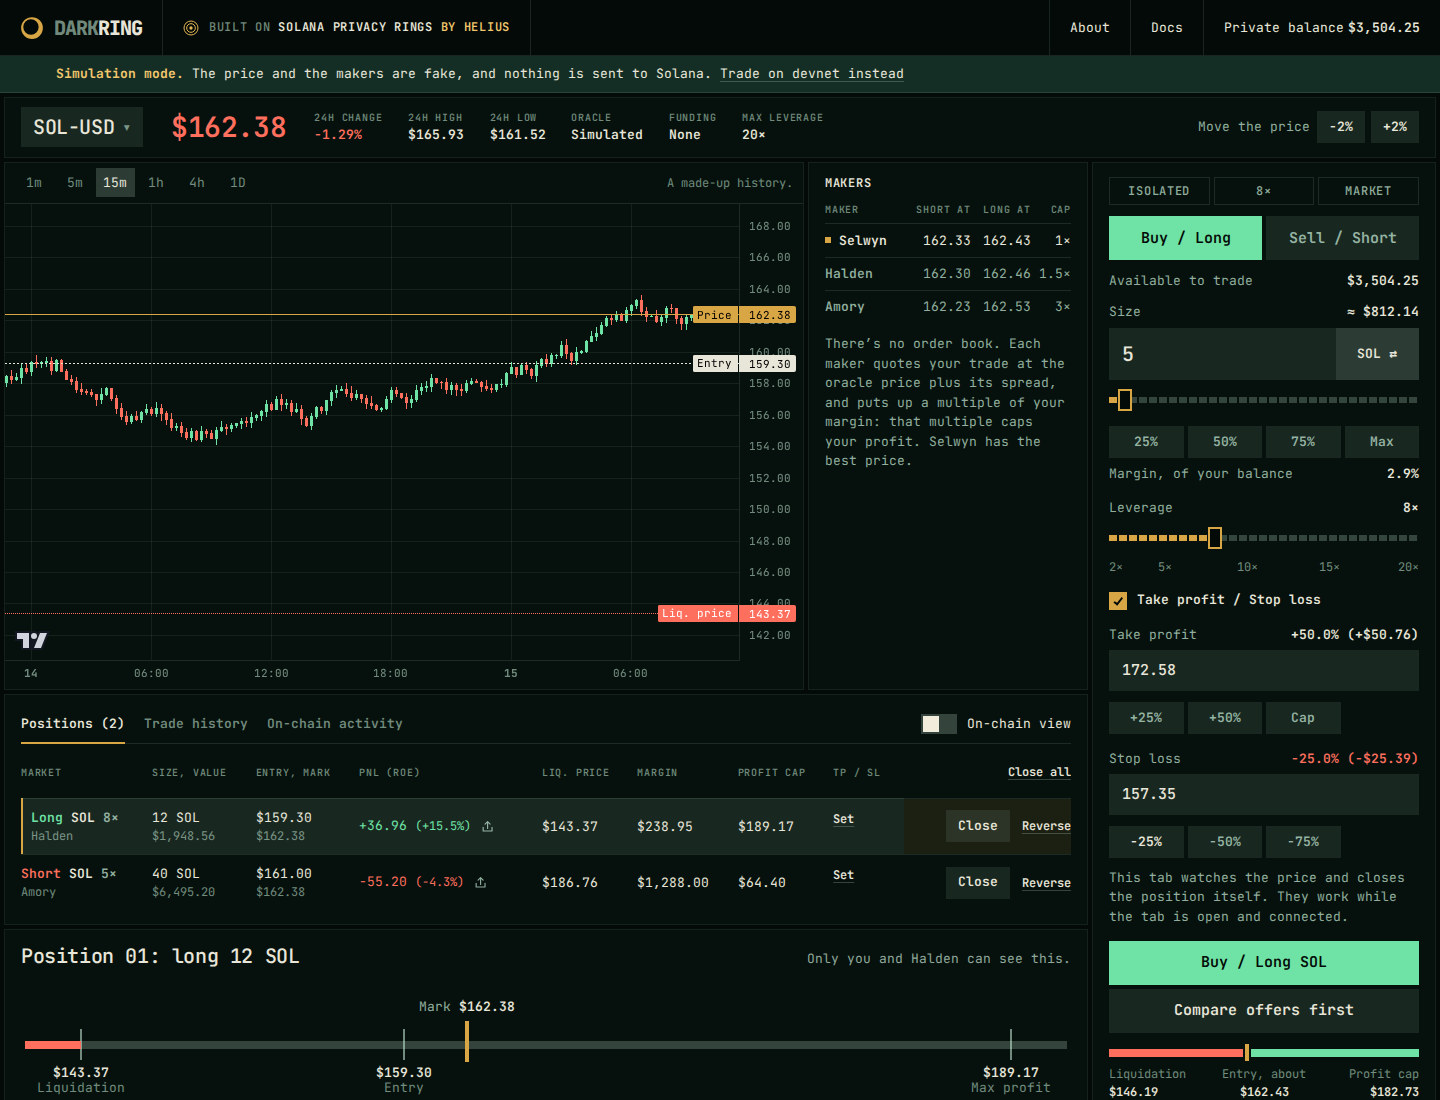 DARKRING
BUILT ON SOLANA PRIVACY RINGS BY HELIUS
About
Docs
Private balance $3,504.25
Simulation mode. The price and the makers are fake, and nothing is sent to Solana. Trade on devnet instead
SOL-USD ▾
$162.38
24H CHANGE
-1.29%
24H HIGH
$165.93
24H LOW
$161.52
ORACLE
Simulated
FUNDING
None
MAX LEVERAGE
20×
Move the price
-2%
+2%
1m 5m 15m 1h 4h 1D
A made-up history.
168.00
166.00
164.00
Price 162.38
160.00
Entry 159.30
158.00
156.00
154.00
152.00
150.00
148.00
146.00
144.00
Liq. price 143.37
142.00
14 06:00 12:00 18:00 15 06:00
MAKERS
MAKER SHORT AT LONG AT CAP
Selwyn 162.33 162.43 1×
Halden 162.30 162.46 1.5×
Amory 162.23 162.53 3×
There's no order book. Each
maker quotes your trade at the
oracle price plus its spread,
and puts up a multiple of your
margin: that multiple caps
your profit. Selwyn has the
best price.
ISOLATED
8×
MARKET
Buy / Long
Sell / Short
Available to trade $3,504.25
Size ≈ $812.14
5 SOL ⇄
25% 50% 75% Max
Margin, of your balance 2.9%
Leverage 8×
2× 5× 10× 15× 20×
Take profit / Stop loss
Take profit +50.0% (+$50.76)
172.58
+25% +50% Cap
Stop loss -25.0% (-$25.39)
157.35
-25% -50% -75%
This tab watches the price and closes
the position itself. They work while
the tab is open and connected.
Buy / Long SOL
Compare offers first
Liquidation Entry, about Profit cap
$146.19 $162.43 $182.73
Positions (2) Trade history On-chain activity
On-chain view
MARKET SIZE, VALUE ENTRY, MARK PNL (ROE) LIQ. PRICE MARGIN PROFIT CAP TP / SL Close all
Long SOL 8× 12 SOL $159.30 +36.96 (+15.5%) $143.37 $238.95 $189.17 Set Close Reverse
Halden $1,948.56 $162.38
Short SOL 5× 40 SOL $161.00 -55.20 (-4.3%) $186.76 $1,288.00 $64.40 Set Close Reverse
Amory $6,495.20 $162.38
Position 01: long 12 SOL
Only you and Halden can see this.
Mark $162.38
$143.37 $159.30 $189.17
Liquidation Entry Max profit